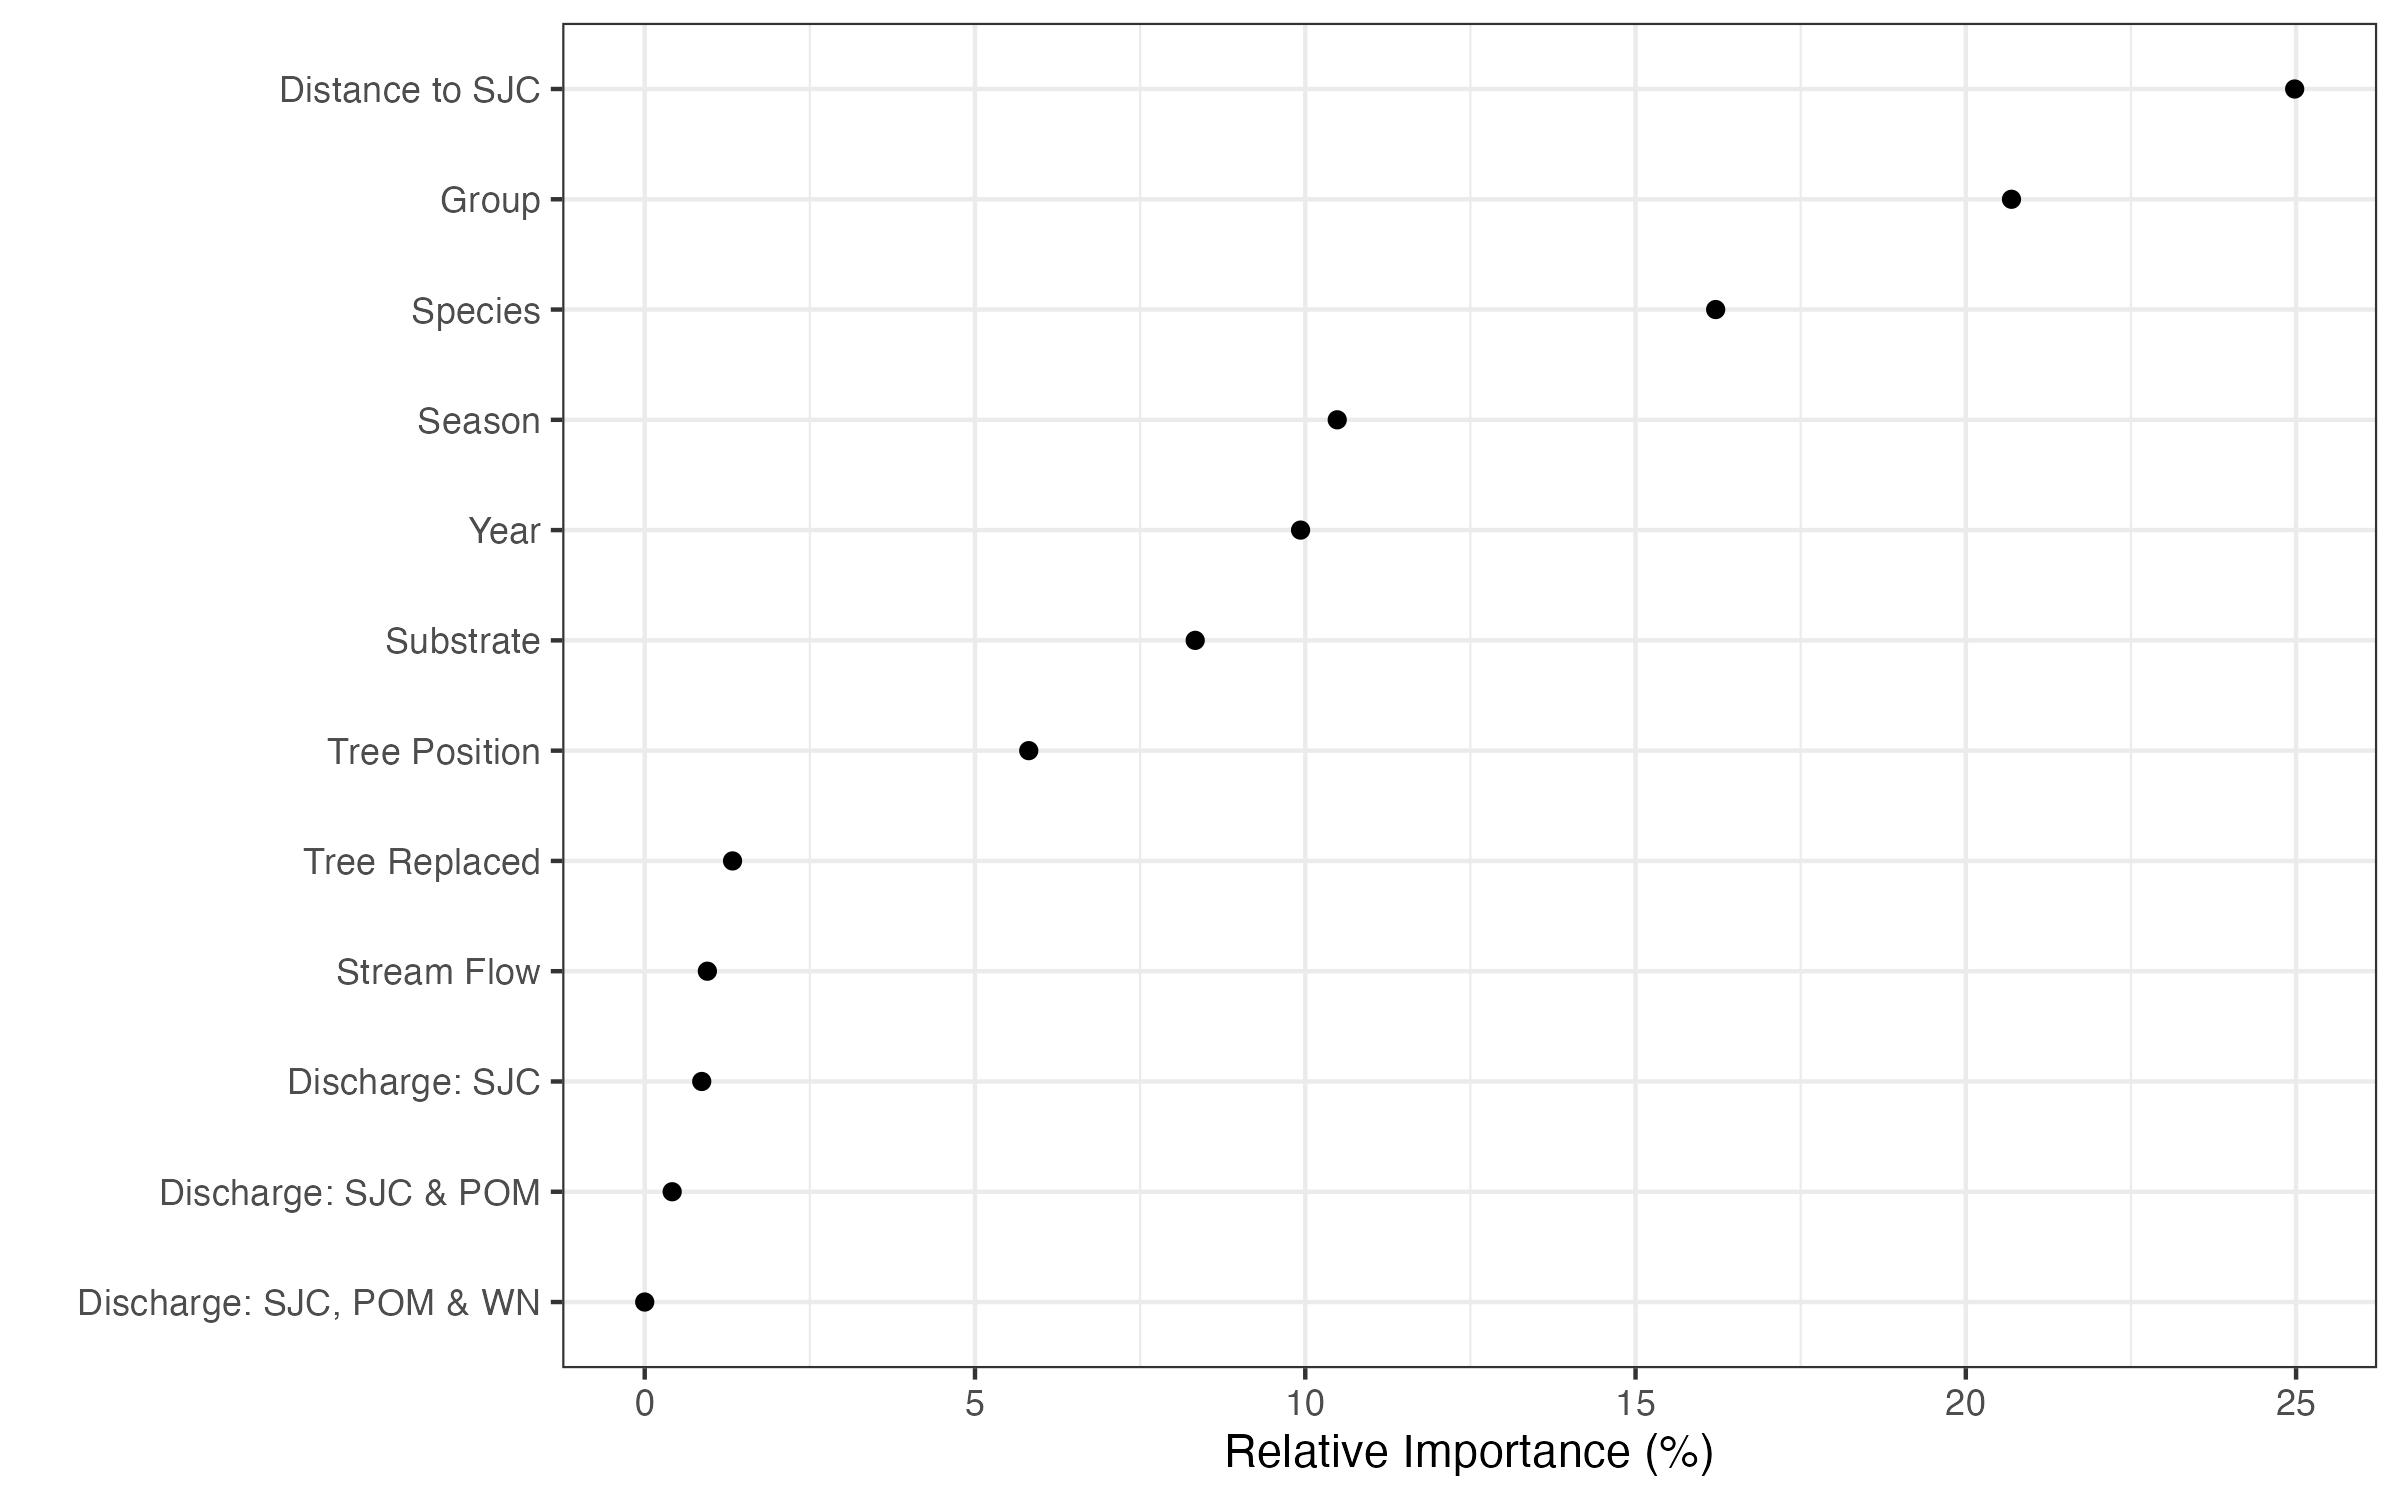 Distance to SJC
Group
Species
Season
Year
Substrate
Tree Position
Tree Replaced
Stream Flow
Discharge: SJC
Discharge: SJC & POM
Discharge: SJC, POM & WN
0 5 10 15 20 25
Relative Importance (%)